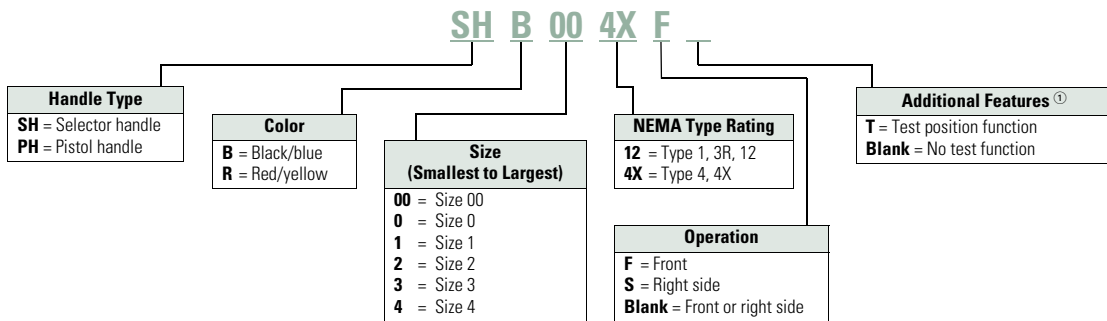 SH B 00 4X F _
Handle Type
SH = Selector handle
PH = Pistol handle
Color
B = Black/blue
R = Red/yellow
Size
(Smallest to Largest)
00 = Size 00
0 = Size 0
1 = Size 1
2 = Size 2
3 = Size 3
4 = Size 4
NEMA Type Rating
12 = Type 1, 3R, 12
4X = Type 4, 4X
Operation
F = Front
S = Right side
Blank = Front or right side
Additional Features ①
T = Test position function
Blank = No test function